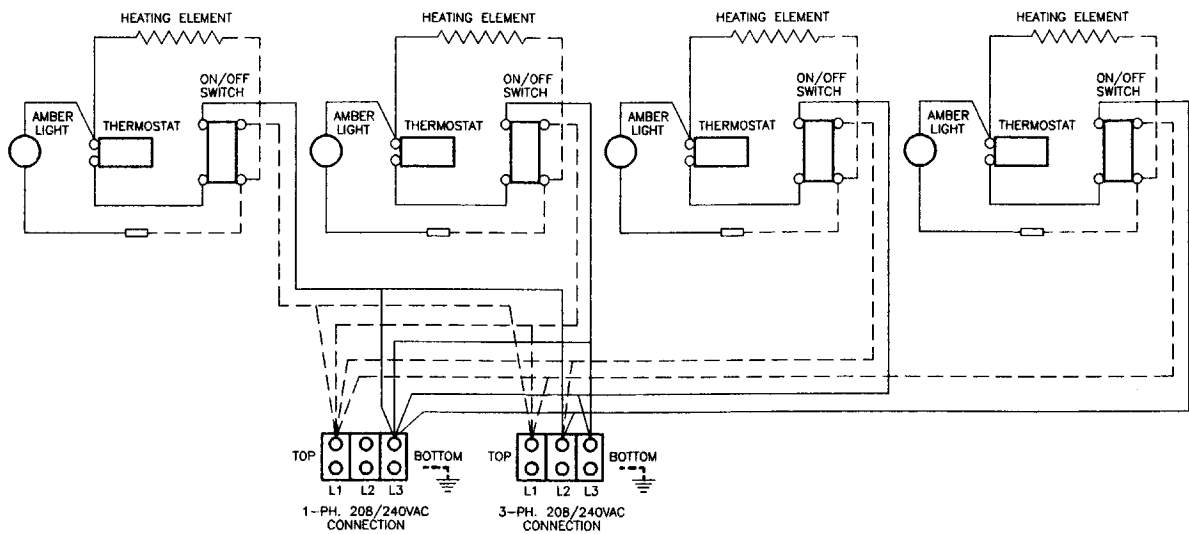 HEATING ELEMENT
HEATING ELEMENT
HEATING ELEMENT
HEATING ELEMENT
ON/OFF
SWITCH
ON/OFF
SWITCH
ON/OFF
SWITCH
ON/OFF
SWITCH
AMBER
LIGHT
THERMOSTAT
AMBER
LIGHT
THERMOSTAT
AMBER
LIGHT
THERMOSTAT
AMBER
LIGHT
THERMOSTAT
TOP
BOTTOM
TOP
BOTTOM
L1 L2 L3
L1 L2 L3
1-PH. 208/240VAC
CONNECTION
3-PH. 208/240VAC
CONNECTION